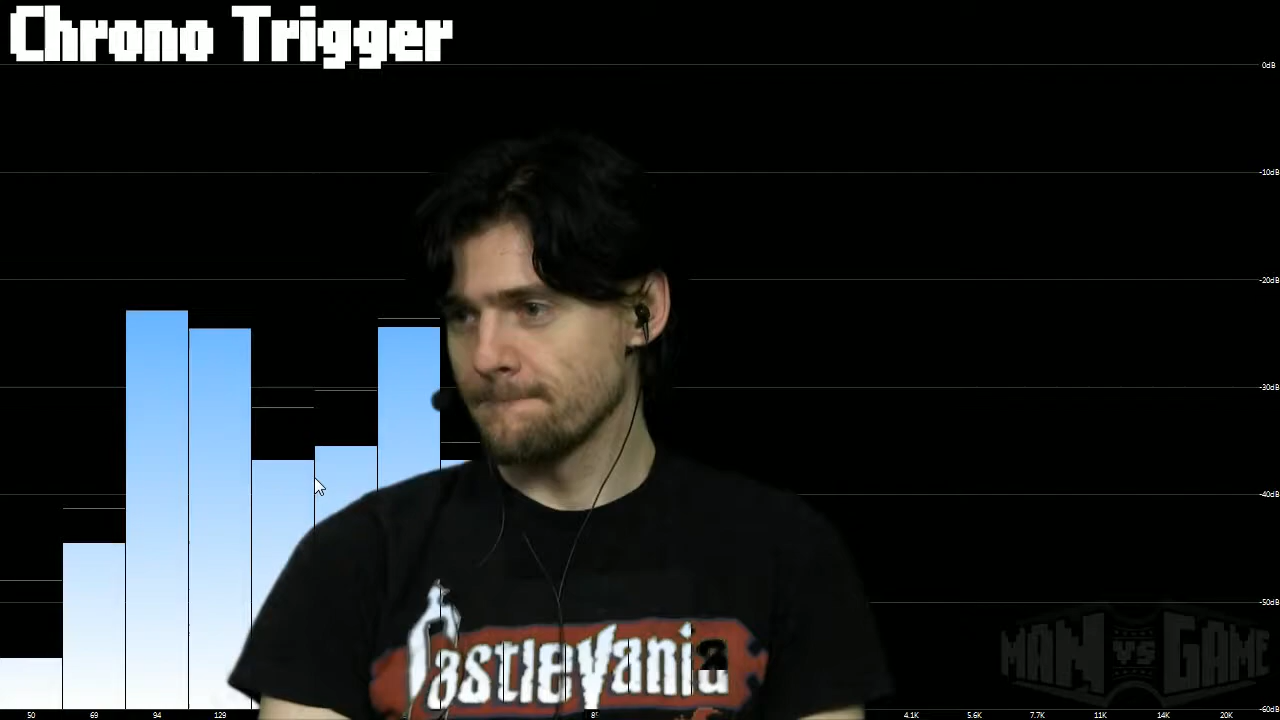 Chrono Trigger
0dB
-10dB
-20dB
-30dB
-40dB
Castlevania
-50dB
MAN VS GAME
-60dB
50 69 94 129 4.1K 5.6K 7.7K 11K 14K 20K